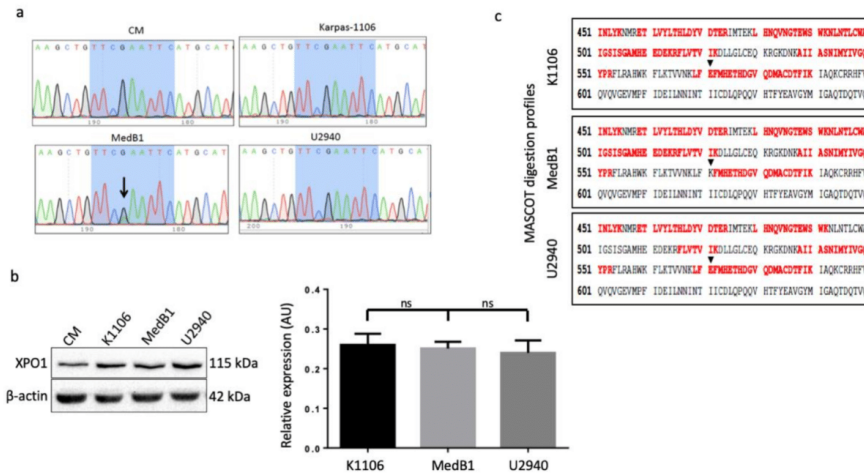 a
CM
AAGCTGTTCGAATTCATGCAT
190 180
Karpas-1106
AAGCTGTTCGAATTCATGCA
190 180
MedB1
AAGCTGTTCGAATTCATGCAT
190 180
U2940
AAGCTGTTCGAATTCATGCA
200 190
b
CM K1106 MedB1 U2940
XPO1 115 kDa
β-actin 42 kDa
Relative expression (AU)
0.4
0.3
0.2
0.1
0.0
ns ns
K1106 MedB1 U2940
c
MASCOT digestion profiles
K1106
451 INLYKNMRET LVYLTHLDYV DTERIMTEKL HNQVNGTEWS WKNLNTLCW
501 IGSISGAMHE EDEKRFLVTV IKDLLGLCEQ KRGKDNKAII ASNIMYIVG
551 YPRFLRAHWK FLKTVVNKLF EFMHETHDGV QDMACDTFIK IAQKCRRHF
601 QVQVGEVMPF IDEILNNINT IICDLQPQQV HTFYEAVGYM IGAQTDQTV
MedB1
451 INLYKNMRET LVYLTHLDYV DTERIMTEKL HNQVNGTEWS WKNLNTLCW
501 IGSISGAMHE EDEKRFLVTV IKDLLGLCEQ KRGKDNKAII ASNIMYIVG
551 YPRFLRAHWK FLKTVVNKLF KFMHETHDGV QDMACDTFIK IAQKCRRHF
601 QVQVGEVMPF IDEILNNINT IICDLQPQQV HTFYEAVGYM IGAQTDQTV
U2940
451 INLYKNMRET LVYLTHLDYV DTERIMTEKL HNQVNGTEWS WKNLNTLCW
501 IGSISGSMHE EDEKRFLVTV IKDLLGLCEQ KRGKDNKAII ASNIMYIVG
551 YPRFLRAHWK FLKTVVNKLF EFMHETHDGV QDMACDTFIK IAQKCRRHF
601 QVQVGEVMPF IDEILNNINT IICDLQPQQV HTFYEAVGYM IGAQTDQTV